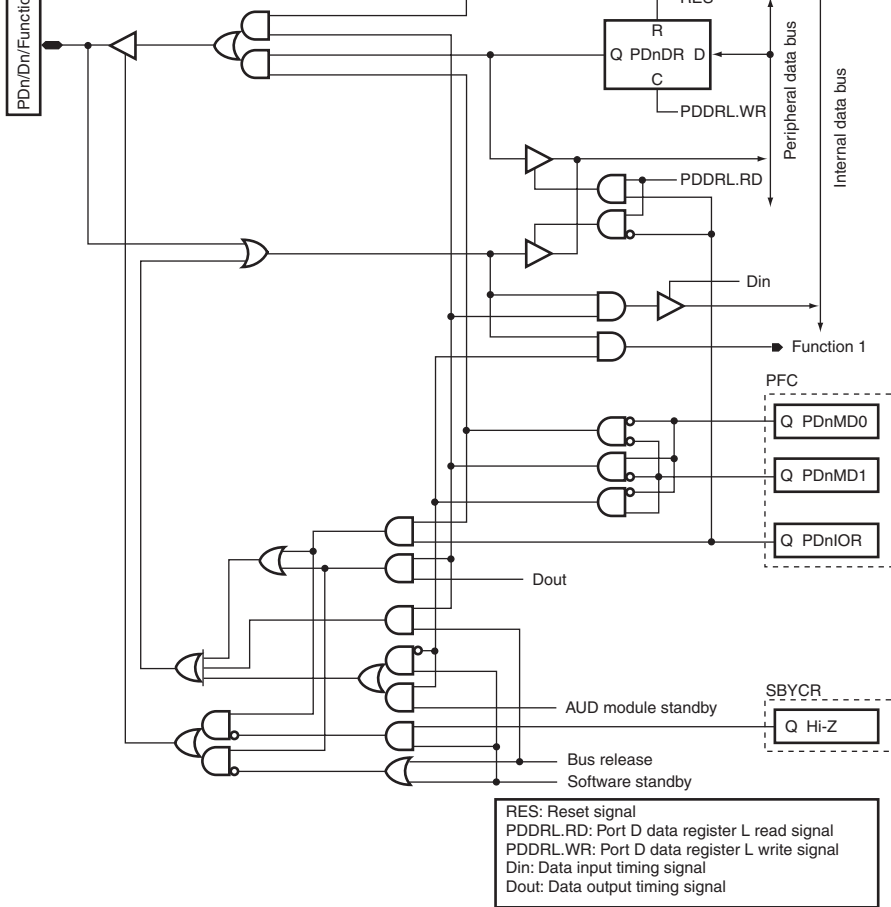 PDn/Dn/Functio
R
Q PDnDR D
C
PDDRL.WR
Peripheral data bus
Internal data bus
PDDRL.RD
Din
Function 1
PFC
Q PDnMD0
Q PDnMD1
Q PDnIOR
Dout
AUD module standby
SBYCR
Q Hi-Z
Bus release
Software standby
RES: Reset signal
PDDRL.RD: Port D data register L read signal
PDDRL.WR: Port D data register L write signal
Din: Data input timing signal
Dout: Data output timing signal